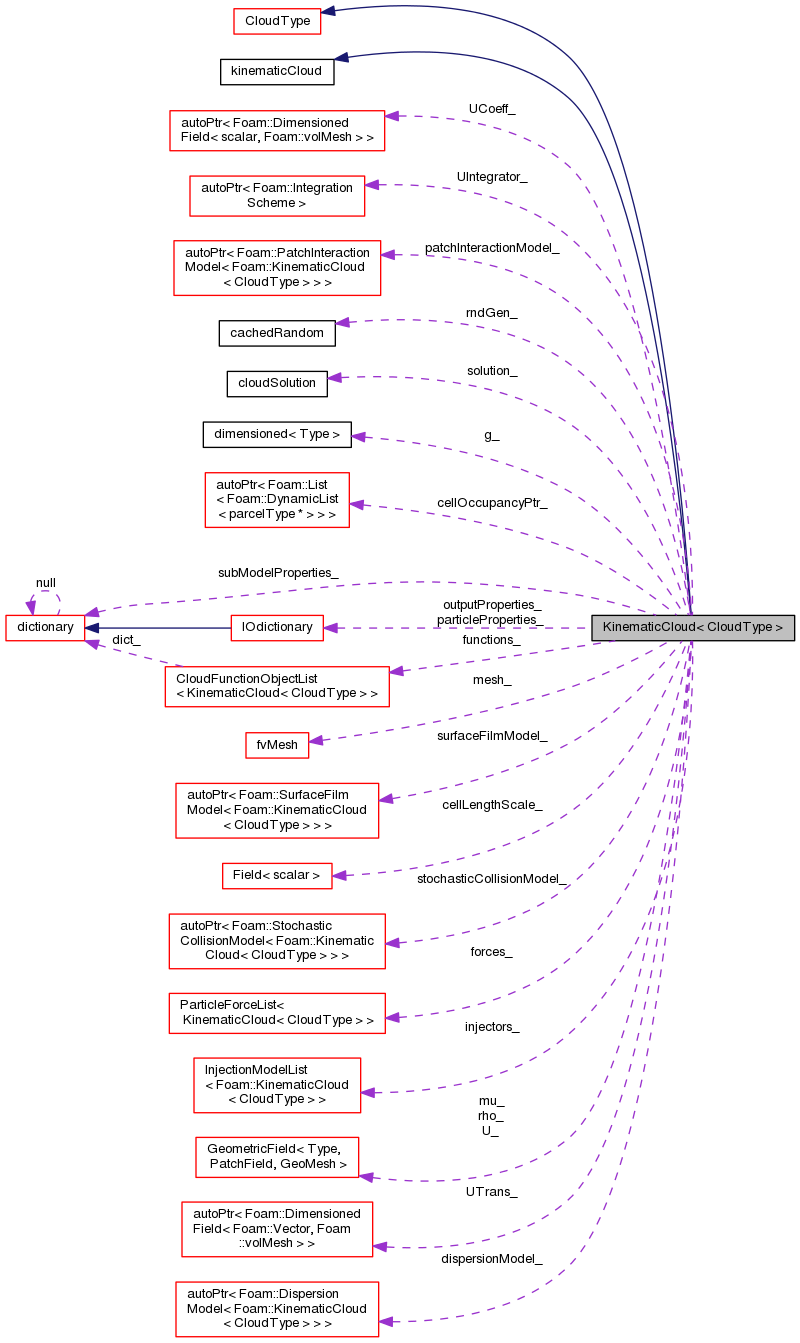 CloudType
kinematicCloud
UCoeff_
autoPtr< Foam::Dimensioned
Field< scalar, Foam::volMesh > >
UIntegrator_
autoPtr< Foam::Integration
Scheme >
patchInteractionModel_
autoPtr< Foam::PatchInteraction
Model< Foam::KinematicCloud
< CloudType > > >
rndGen_
cachedRandom
solution_
cloudSolution
g_
dimensioned< Type >
cellOccupancyPtr_
autoPtr< Foam::List
< Foam::DynamicList
< parcelType * > > >
null
subModelProperties_
dictionary
IOdictionary
outputProperties_
particleProperties_
KinematicCloud< CloudType >
dict_
functions_
CloudFunctionObjectList
< KinematicCloud< CloudType > >
mesh_
fvMesh
surfaceFilmModel_
autoPtr< Foam::SurfaceFilm
Model< Foam::KinematicCloud
< CloudType > > >
cellLengthScale_
Field< scalar >
stochasticCollisionModel_
autoPtr< Foam::Stochastic
CollisionModel< Foam::Kinematic
Cloud< CloudType > > >
forces_
ParticleForceList<
KinematicCloud< CloudType > >
injectors_
InjectionModelList
< Foam::KinematicCloud
< CloudType > >
mu_
rho_
U_
GeometricField< Type,
PatchField, GeoMesh >
UTrans_
autoPtr< Foam::Dimensioned
Field< Foam::Vector, Foam
::volMesh > >
dispersionModel_
autoPtr< Foam::Dispersion
Model< Foam::KinematicCloud
< CloudType > > >